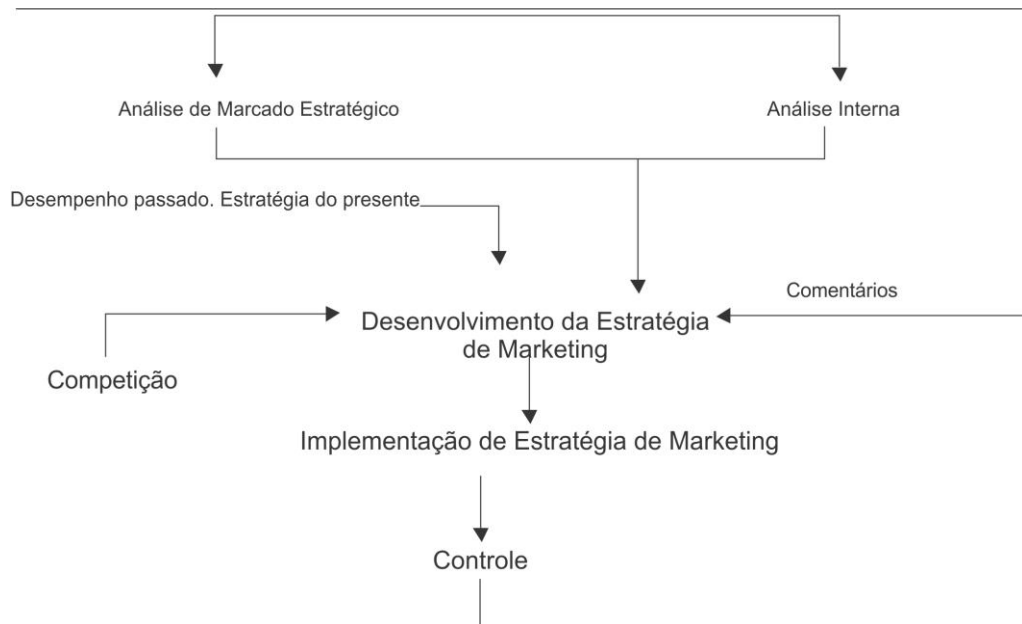 Análise de Marcado Estratégico
Análise Interna
Desempenho passado. Estratégia do presente
Comentários
Desenvolvimento da Estratégia
de Marketing
Competição
Implementação de Estratégia de Marketing
Controle